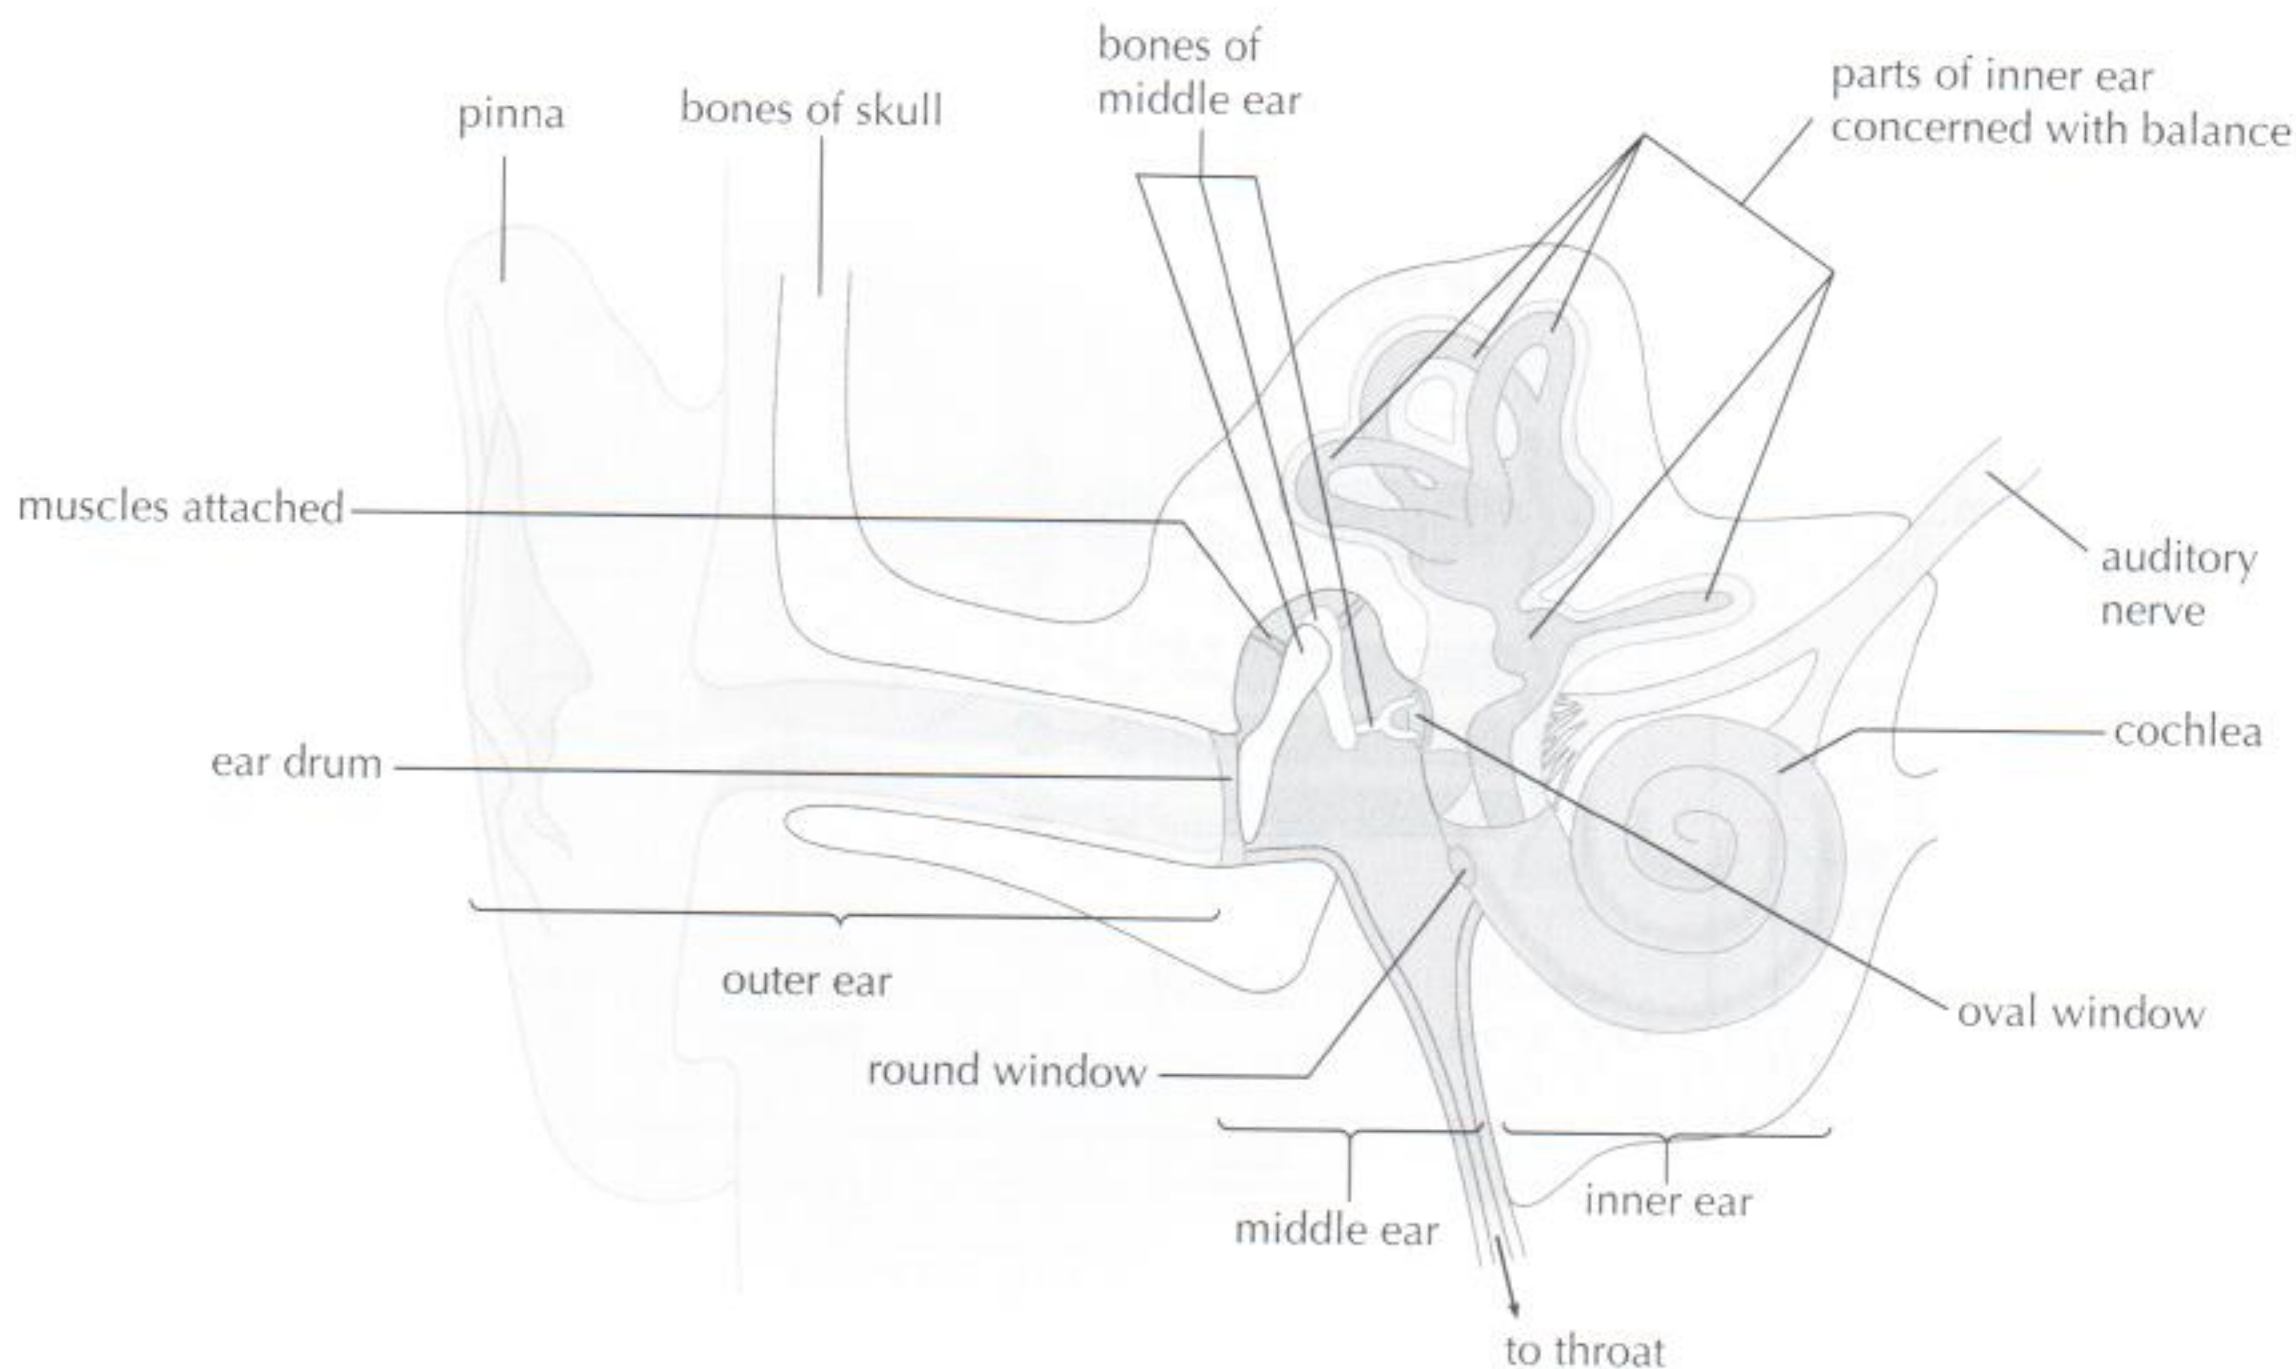 bones of
middle ear
parts of inner ear
concerned with balance
pinna
bones of skull
muscles attached
auditory
nerve
cochlea
ear drum
outer ear
oval window
round window
middle ear
inner ear
to throat